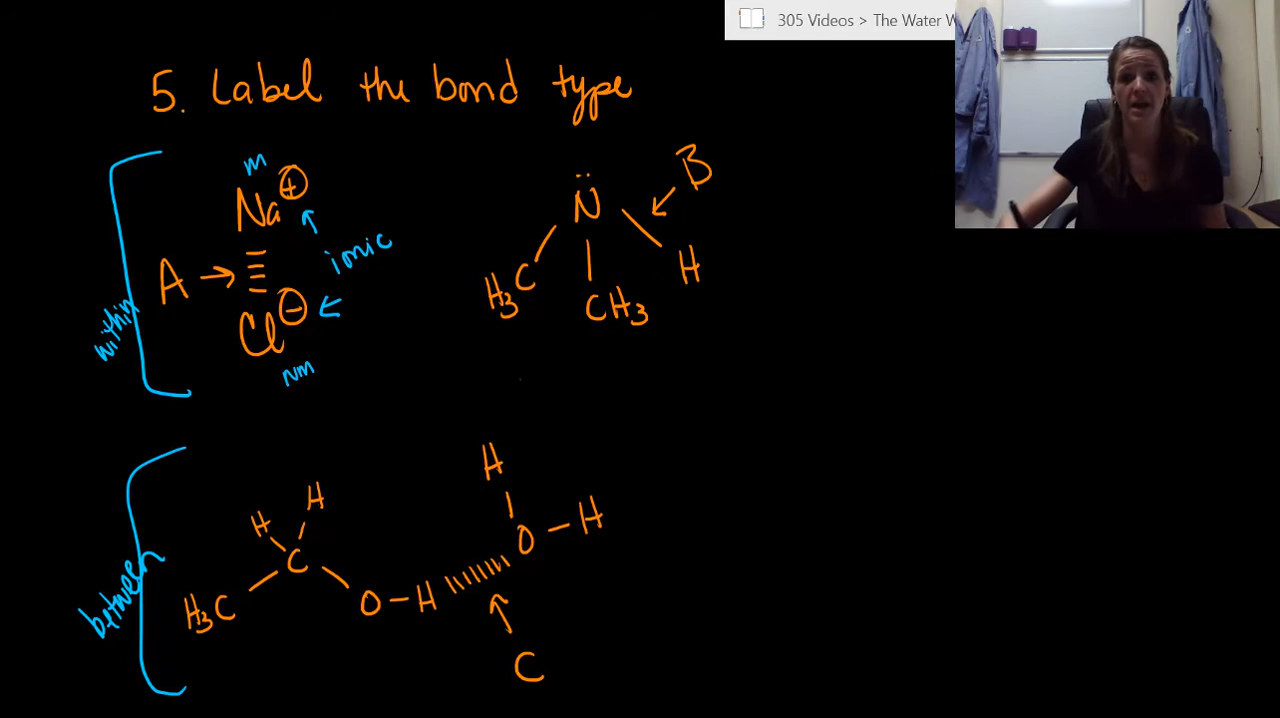 305 Videos > The Water W
5. Label the bond type
m
Na⊕
ionic
A →
Cl⊖
Nm
within
N̈
B
H₃C
CH₃
H
between
H
H
C
H₃C
O-H
O-H
H
C